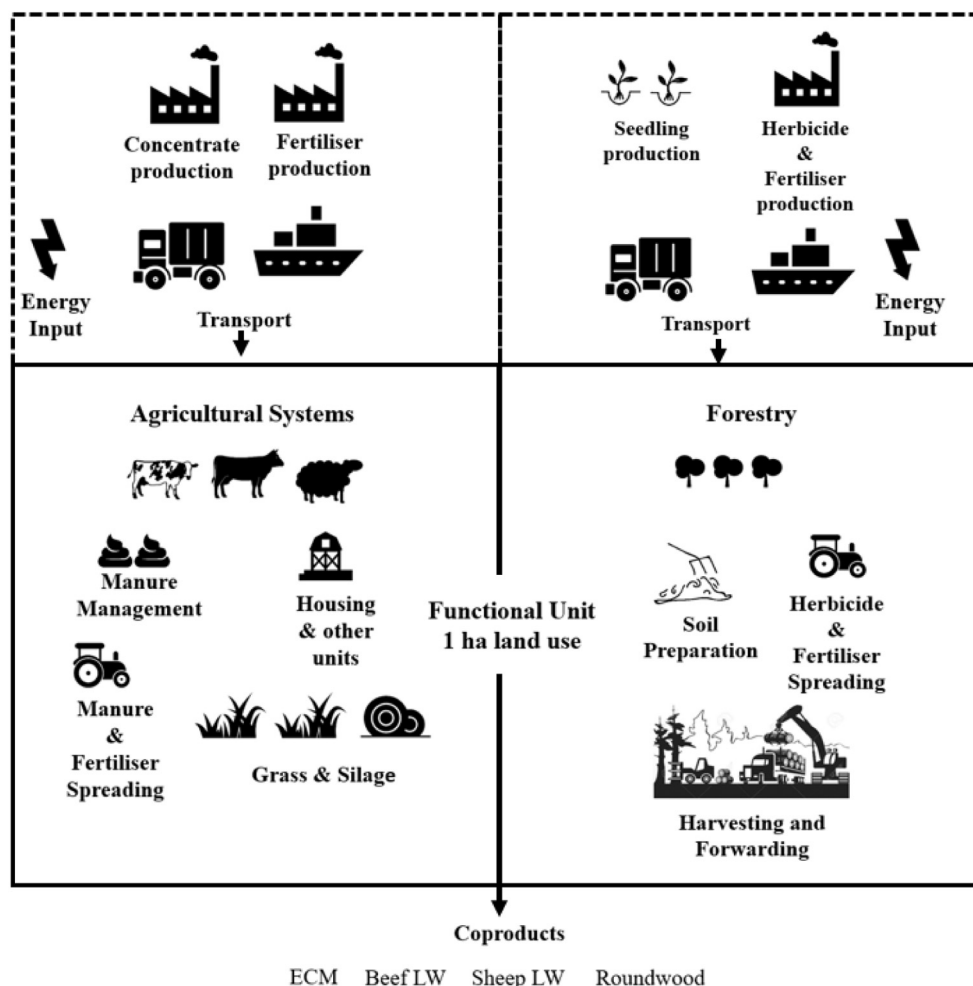 Concentrate
production
Fertiliser
production
Energy
Input
Transport
Seedling
production
Herbicide
&
Fertiliser
production
Transport
Energy
Input
Agricultural Systems
Manure
Management
Housing
& other
units
Manure
&
Fertiliser
Spreading
Grass & Silage
Functional Unit
1 ha land use
Forestry
Soil
Preparation
Herbicide
&
Fertiliser
Spreading
Harvesting and
Forwarding
Coproducts
ECM Beef LW Sheep LW Roundwood